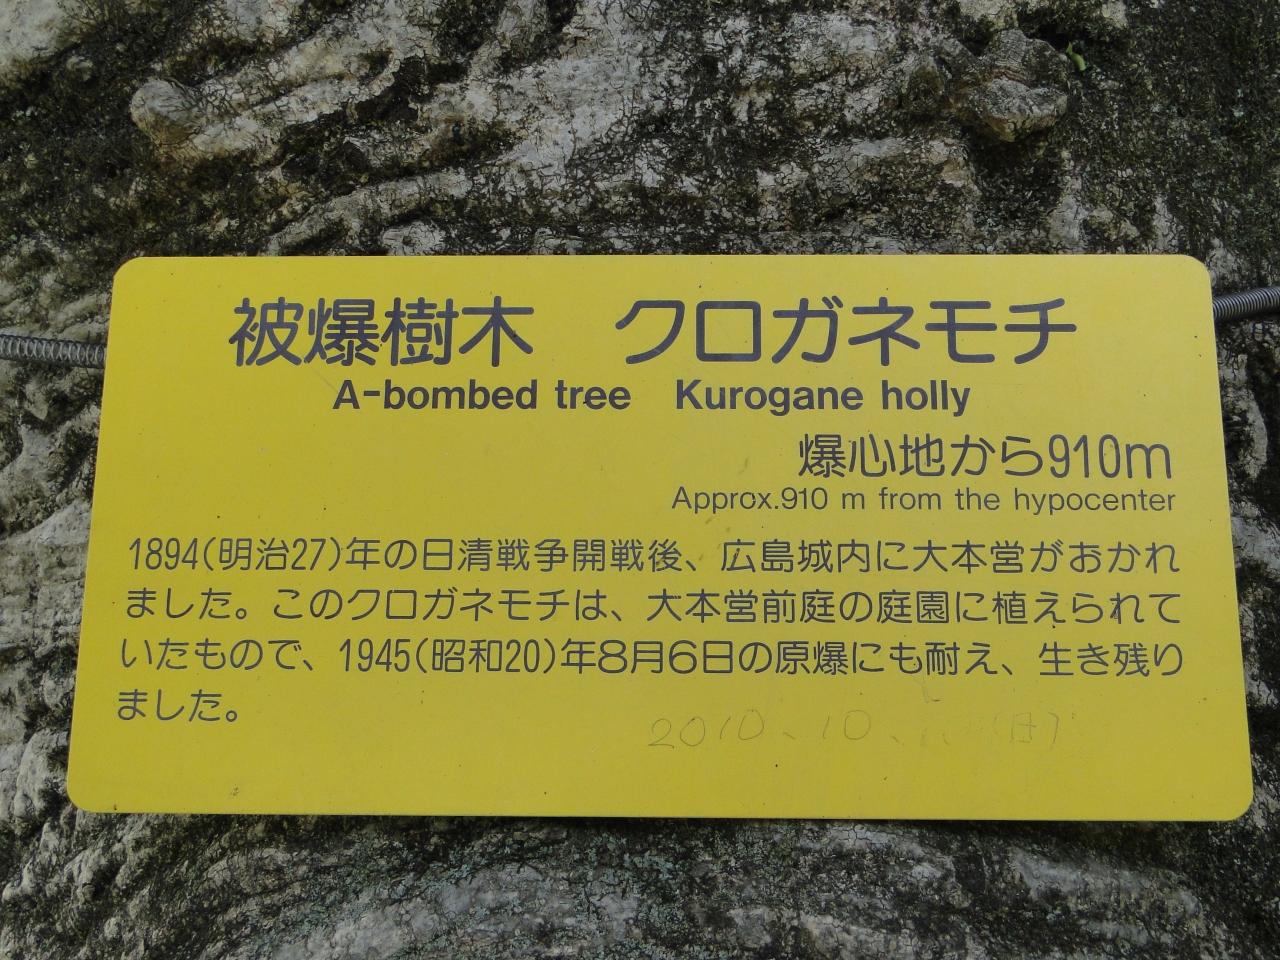 被爆樹木　クロガネモチ
A-bombed tree　Kurogane holly
爆心地から910m
Approx.910 m from the hypocenter
1894(明治27)年の日清戦争開戦後、広島城内に大本営がおかれ
ました。このクロガネモチは、大本営前庭の庭園に植えられて
いたもので、1945(昭和20)年8月6日の原爆にも耐え、生き残り
ました。
2010、10、 (日)